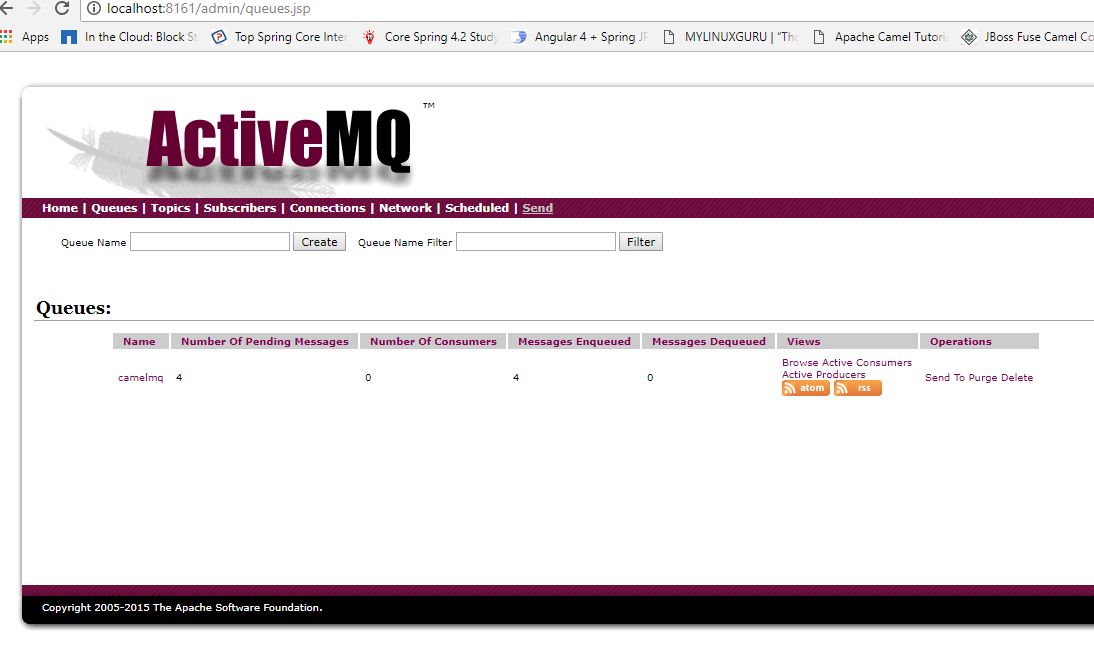 localhost:8161/admin/queues.jsp
Apps In the Cloud: Block St Top Spring Core Inter Core Spring 4.2 Study Angular 4 + Spring JP MYLINUXGURU | "Tho Apache Camel Tutoria JBoss Fuse Camel Co
ActiveMQ ™
Home | Queues | Topics | Subscribers | Connections | Network | Scheduled | Send
Queue Name Create Queue Name Filter Filter
Queues:
Name Number Of Pending Messages Number Of Consumers Messages Enqueued Messages Dequeued Views Operations
camelmq 4 0 4 0 Browse Active Consumers
Active Producers
atom rss
Send To Purge Delete
Copyright 2005-2015 The Apache Software Foundation.